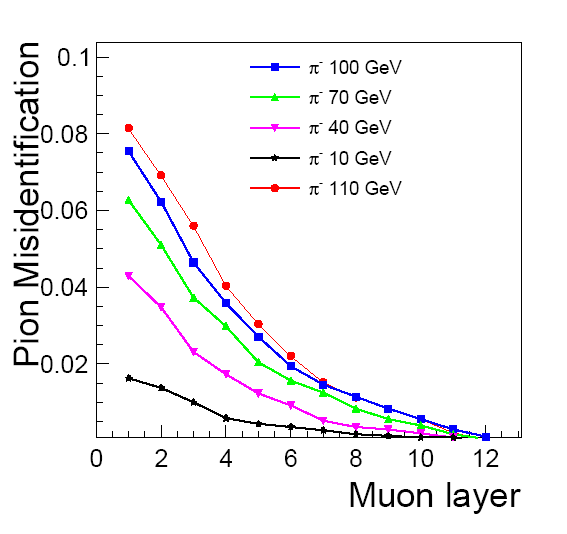 Pion Misidentification
0.1
0.08
0.06
0.04
0.02
0 2 4 6 8 10 12
Muon layer
π- 100 GeV
π- 70 GeV
π- 40 GeV
π- 10 GeV
π- 110 GeV